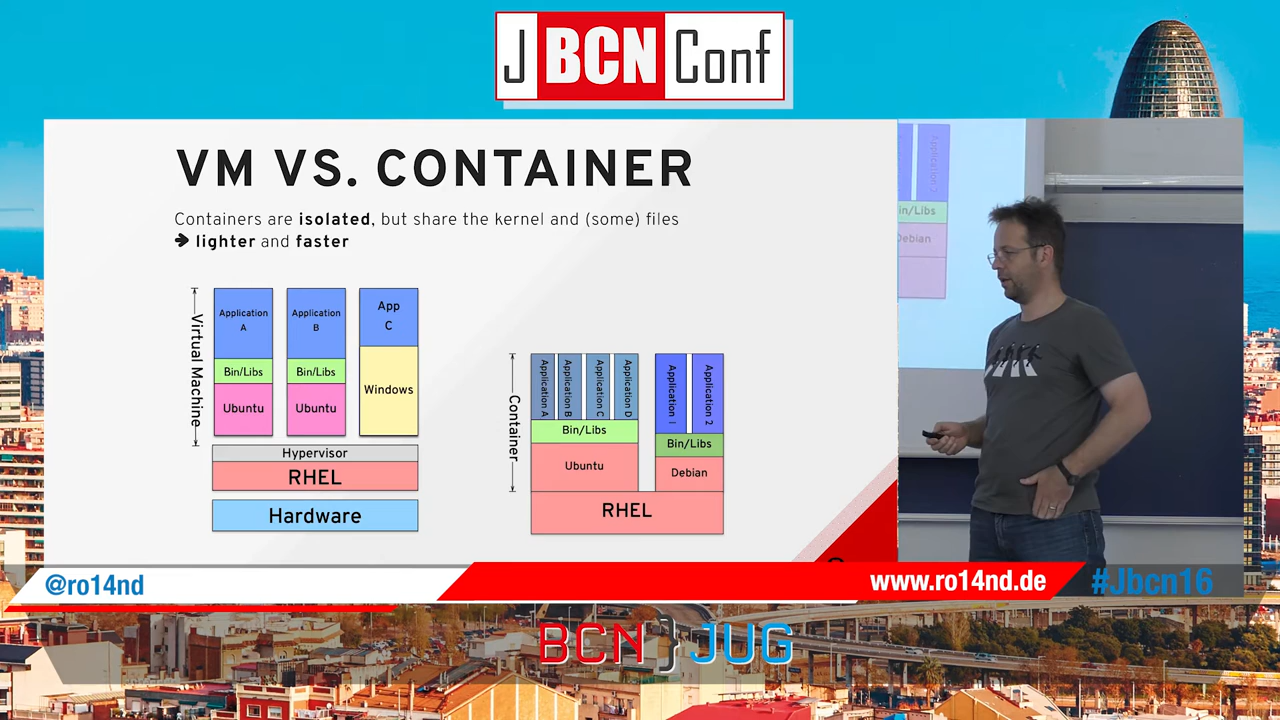 JBCNConf
VM VS. CONTAINER
Containers are isolated, but share the kernel and (some) files
➔ lighter and faster
Virtual Machine
Application
A
Bin/Libs
Ubuntu
Application
B
Bin/Libs
Ubuntu
App
C
Windows
Hypervisor
RHEL
Hardware
Container
Application A
Application B
Application C
Application D
Bin/Libs
Ubuntu
Application 1
Application 2
Bin/Libs
Debian
RHEL
in/Libs
Debian
@ro14nd
www.ro14nd.de
#Jbcn16
BCN JUG